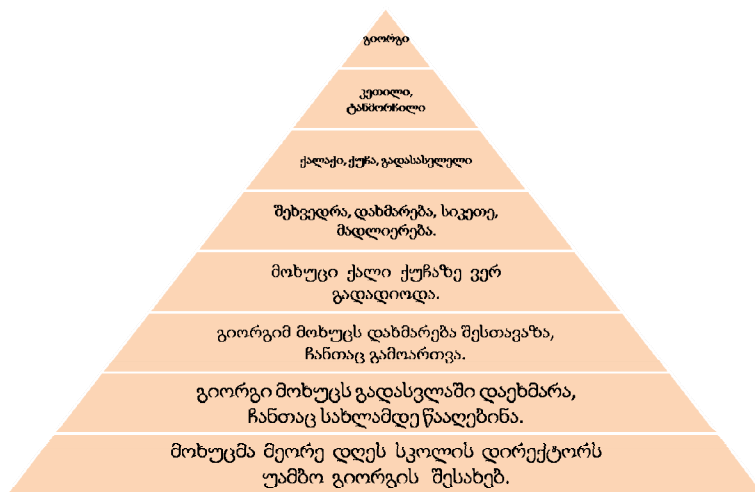 გიორგი
კეთილი,
ტანმორჩილი
ქალაქი, ქუჩა, გადასასვლელი
შეხვედრა, დახმარება, სიკეთე,
მადლიერება.
მოხუცი ქალი ქუჩაზე ვერ
გადადიოდა.
გიორგიმ მოხუცს დახმარება შესთავაზა,
ჩანთაც გამოართვა.
გიორგი მოხუცს გადასვლაში დაეხმარა,
ჩანთაც სახლამდე წააღებინა.
მოხუცმა მეორე დღეს სკოლის დირექტორს
უამბო გიორგის შესახებ.